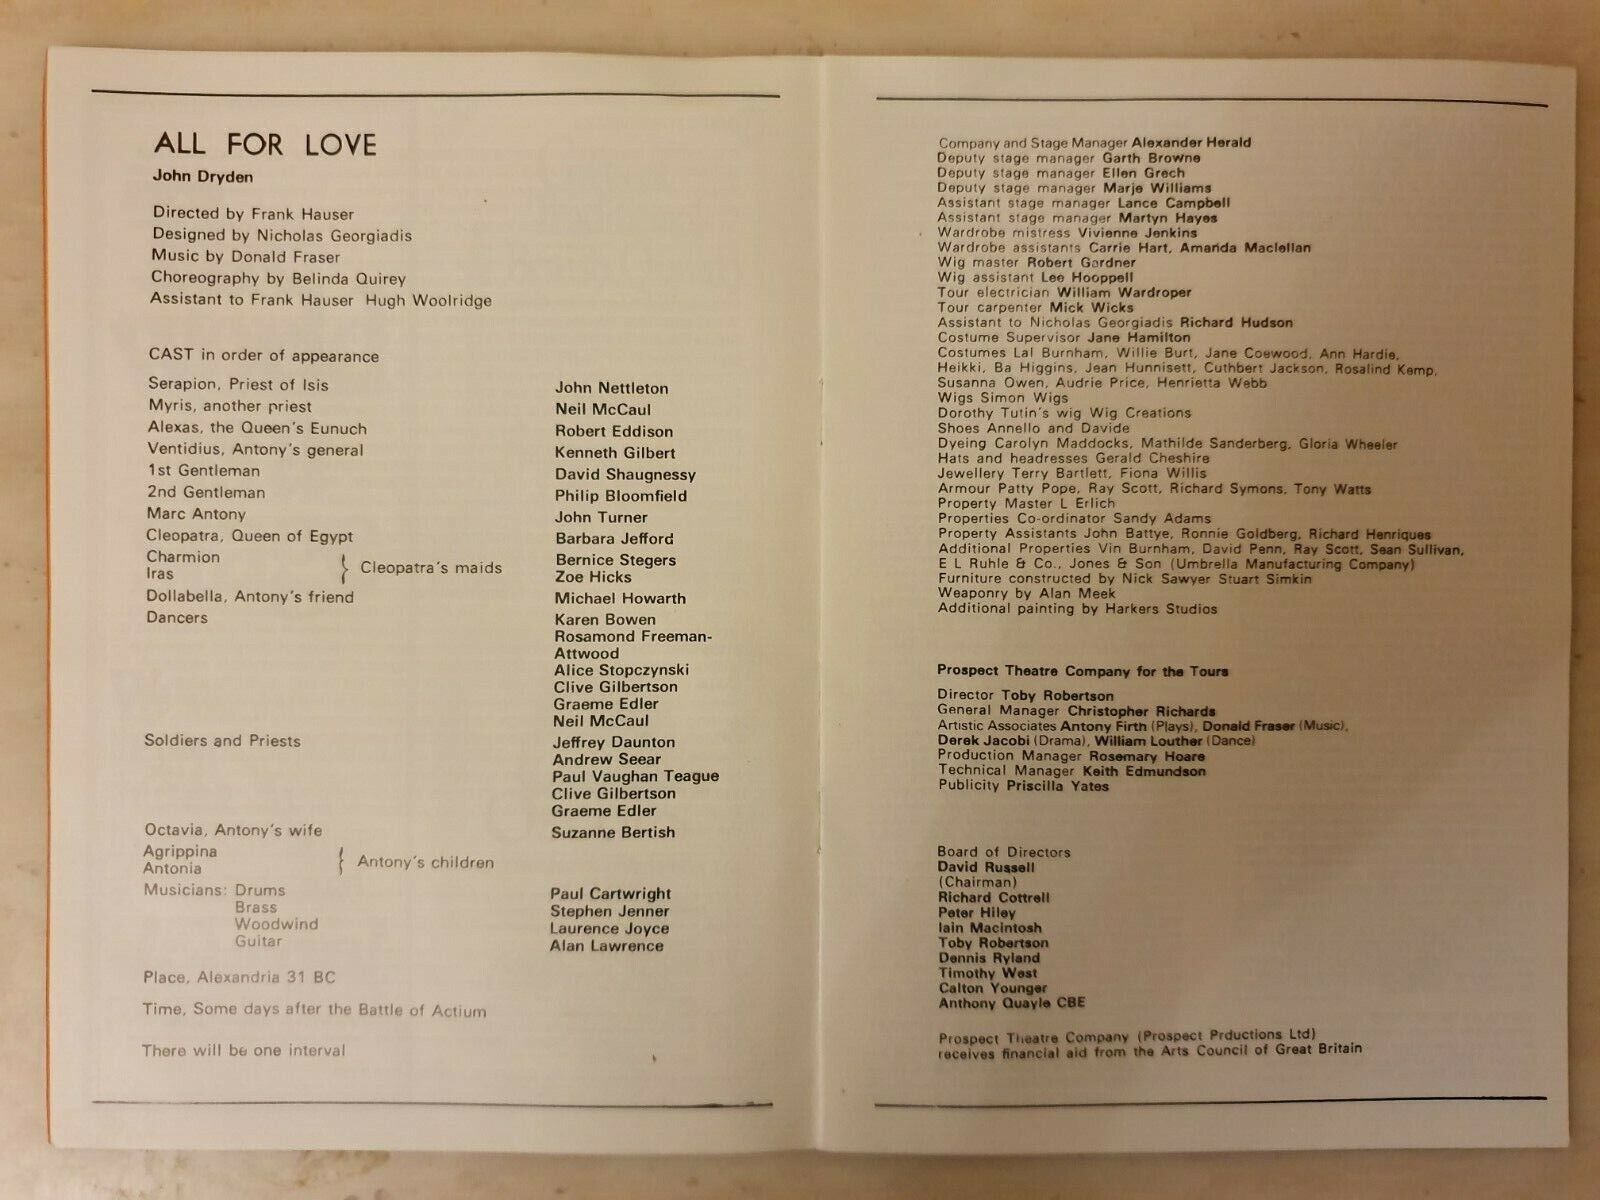 ALL FOR LOVE
John Dryden
Directed by Frank Hauser
Designed by Nicholas Georgiadis
Music by Donald Fraser
Choreography by Belinda Quirey
Assistant to Frank Hauser Hugh Woolridge
CAST in order of appearance
Serapion, Priest of Isis John Nettleton
Myris, another priest Neil McCaul
Alexas, the Queen's Eunuch Robert Eddison
Ventidius, Antony's general Kenneth Gilbert
1st Gentleman David Shaugnessy
2nd Gentleman Philip Bloomfield
Marc Antony John Turner
Cleopatra, Queen of Egypt Barbara Jefford
Charmion } Cleopatra's maids Bernice Stegers
Iras Zoe Hicks
Dollabella, Antony's friend Michael Howarth
Dancers Karen Bowen
Rosamond Freeman-
Attwood
Alice Stopczynski
Clive Gilbertson
Graeme Edler
Neil McCaul
Soldiers and Priests Jeffrey Daunton
Andrew Seear
Paul Vaughan Teague
Clive Gilbertson
Graeme Edler
Octavia, Antony's wife Suzanne Bertish
Agrippina { Antony's children
Antonia
Musicians: Drums Paul Cartwright
Brass Stephen Jenner
Woodwind Laurence Joyce
Guitar Alan Lawrence
Place, Alexandria 31 BC
Time, Some days after the Battle of Actium
There will be one interval
Company and Stage Manager Alexander Herald
Deputy stage manager Garth Browne
Deputy stage manager Ellen Grech
Deputy stage manager Marje Williams
Assistant stage manager Lance Campbell
Assistant stage manager Martyn Hayes
Wardrobe mistress Vivienne Jenkins
Wardrobe assistants Carrie Hart, Amanda Maclellan
Wig master Robert Gardner
Wig assistant Lee Hooppell
Tour electrician William Wardroper
Tour carpenter Mick Wicks
Assistant to Nicholas Georgiadis Richard Hudson
Costume Supervisor Jane Hamilton
Costumes Lal Burnham, Willie Burt, Jane Coewood, Ann Hardie,
Heikki, Ba Higgins, Jean Hunnisett, Cuthbert Jackson, Rosalind Kemp,
Susanna Owen, Audrie Price, Henrietta Webb
Wigs Simon Wigs
Dorothy Tutin's wig Wig Creations
Shoes Annello and Davide
Dyeing Carolyn Maddocks, Mathilde Sanderberg, Gloria Wheeler
Hats and headresses Gerald Cheshire
Jewellery Terry Bartlett, Fiona Willis
Armour Patty Pope, Ray Scott, Richard Symons, Tony Watts
Property Master L Erlich
Properties Co-ordinator Sandy Adams
Property Assistants John Battye, Ronnie Goldberg, Richard Henriques
Additional Properties Vin Burnham, David Penn, Ray Scott, Sean Sullivan,
E L Ruhle & Co., Jones & Son (Umbrella Manufacturing Company)
Furniture constructed by Nick Sawyer Stuart Simkin
Weaponry by Alan Meek
Additional painting by Harkers Studios
Prospect Theatre Company for the Tours
Director Toby Robertson
General Manager Christopher Richards
Artistic Associates Antony Firth (Plays), Donald Fraser (Music),
Derek Jacobi (Drama), William Louther (Dance)
Production Manager Rosemary Hoare
Technical Manager Keith Edmundson
Publicity Priscilla Yates
Board of Directors
David Russell
(Chairman)
Richard Cottrell
Peter Hiley
Iain Macintosh
Toby Robertson
Dennis Ryland
Timothy West
Calton Younger
Anthony Quayle CBE
Prospect Theatre Company (Prospect Prductions Ltd)
receives financial aid from the Arts Council of Great Britain